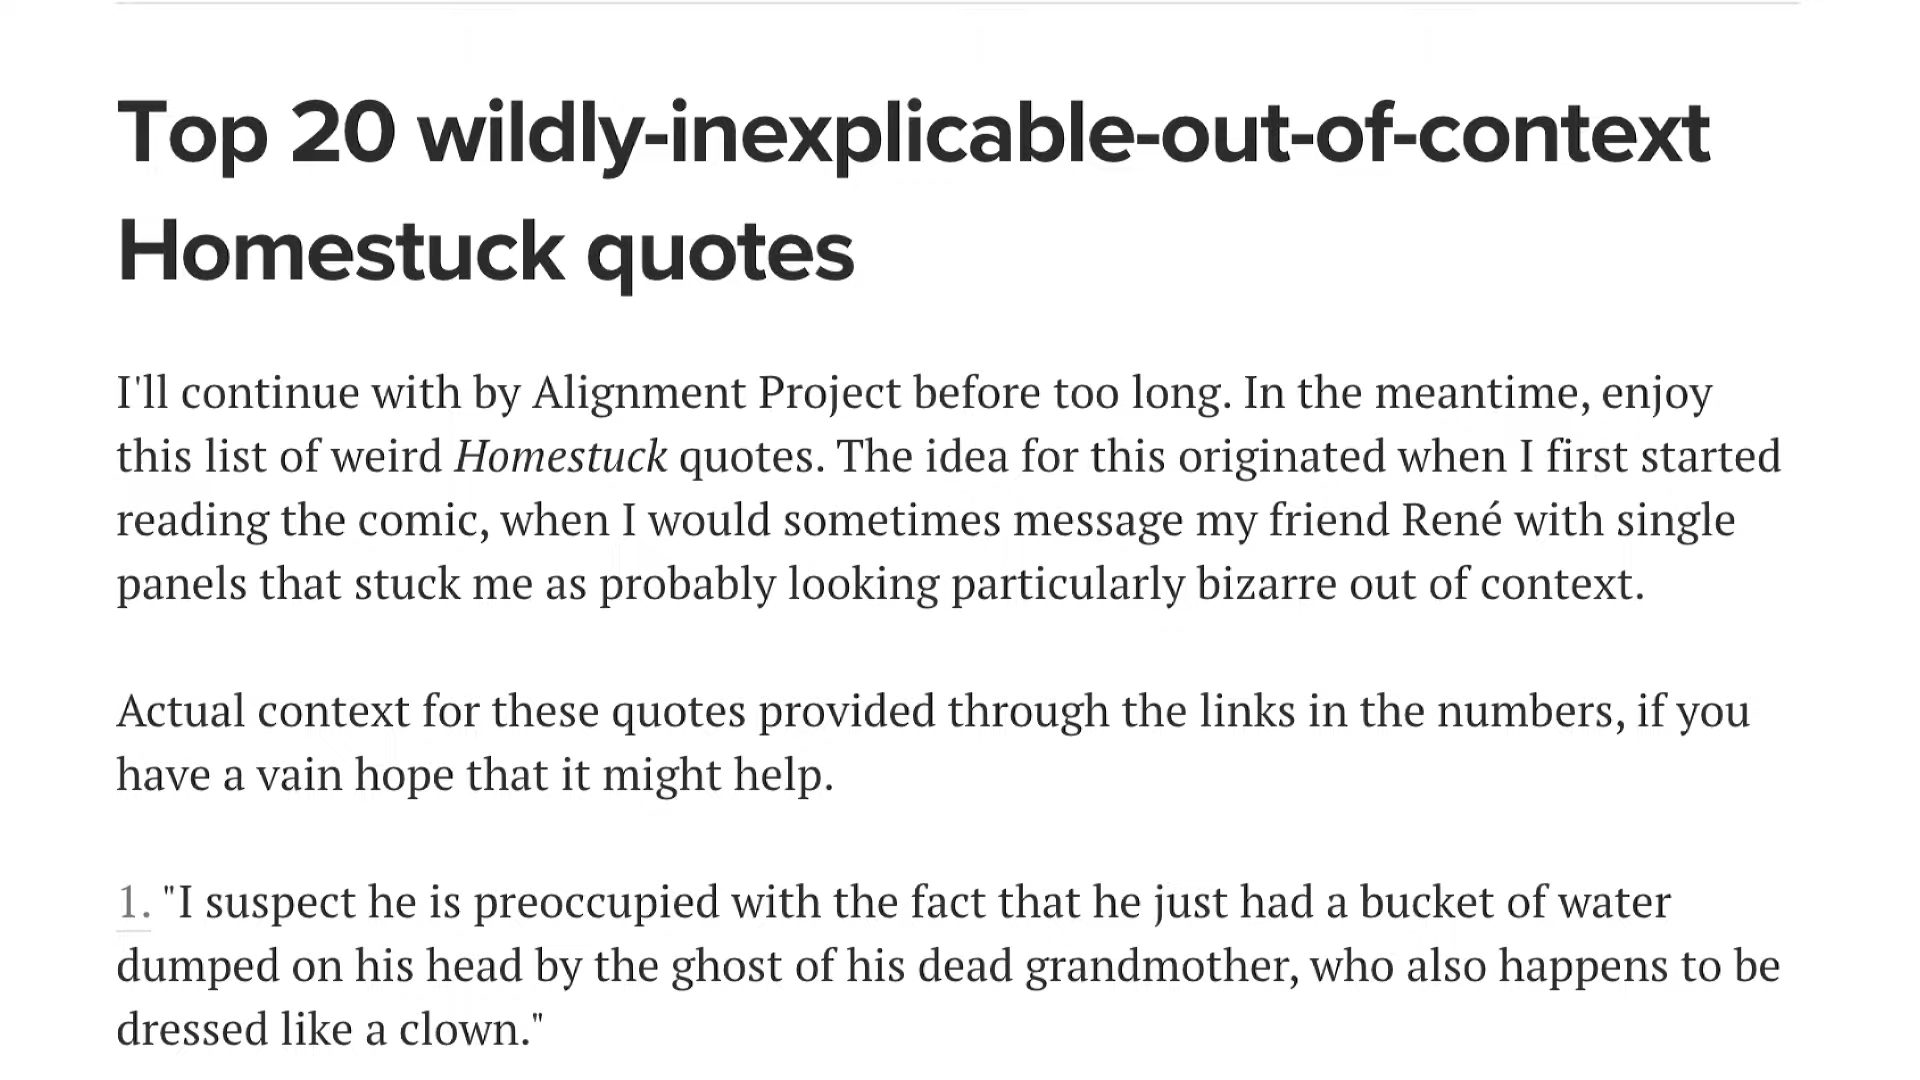 Top 20 wildly-inexplicable-out-of-context
Homestuck quotes
I'll continue with by Alignment Project before too long. In the meantime, enjoy
this list of weird Homestuck quotes. The idea for this originated when I first started
reading the comic, when I would sometimes message my friend René with single
panels that stuck me as probably looking particularly bizarre out of context.
Actual context for these quotes provided through the links in the numbers, if you
have a vain hope that it might help.
1. "I suspect he is preoccupied with the fact that he just had a bucket of water
dumped on his head by the ghost of his dead grandmother, who also happens to be
dressed like a clown."